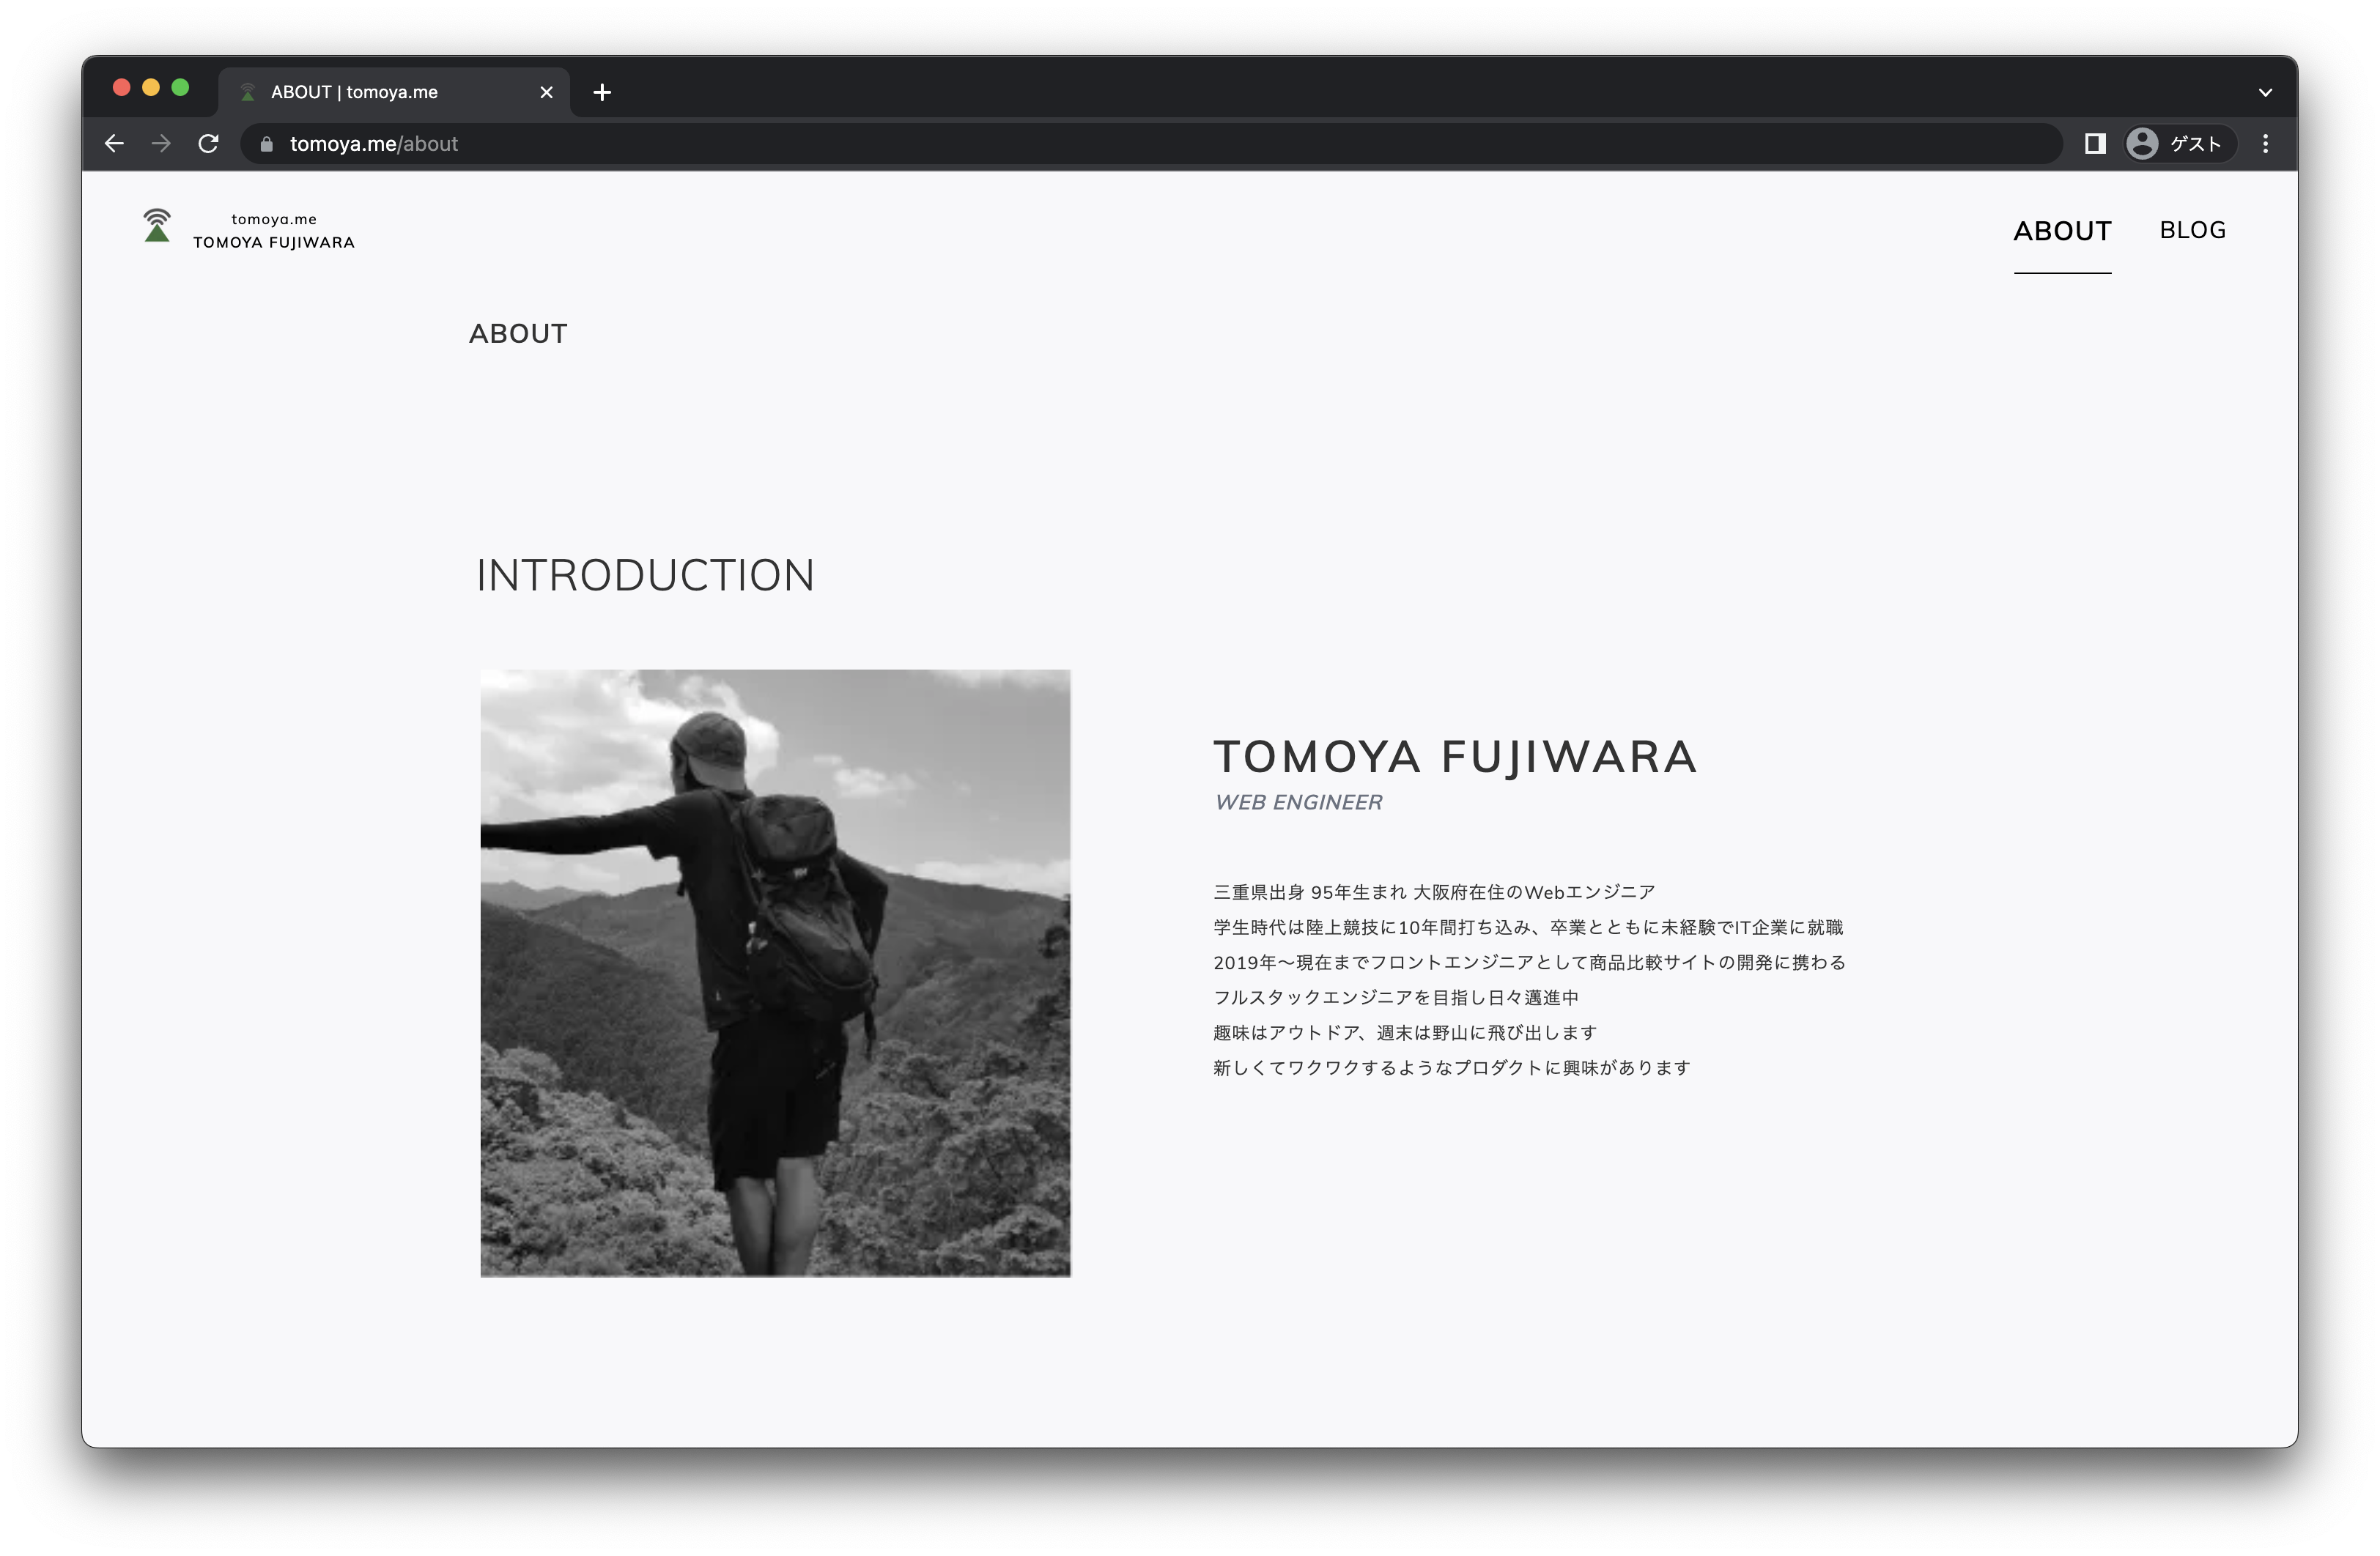 ABOUT | tomoya.me
tomoya.me/about
ゲスト
tomoya.me
TOMOYA FUJIWARA
ABOUT
BLOG
ABOUT
INTRODUCTION
TOMOYA FUJIWARA
WEB ENGINEER
三重県出身 95年生まれ 大阪府在住のWebエンジニア
学生時代は陸上競技に10年間打ち込み、卒業とともに未経験でIT企業に就職
2019年〜現在までフロントエンジニアとして商品比較サイトの開発に携わる
フルスタックエンジニアを目指し日々邁進中
趣味はアウトドア、週末は野山に飛び出します
新しくてワクワクするようなプロダクトに興味があります